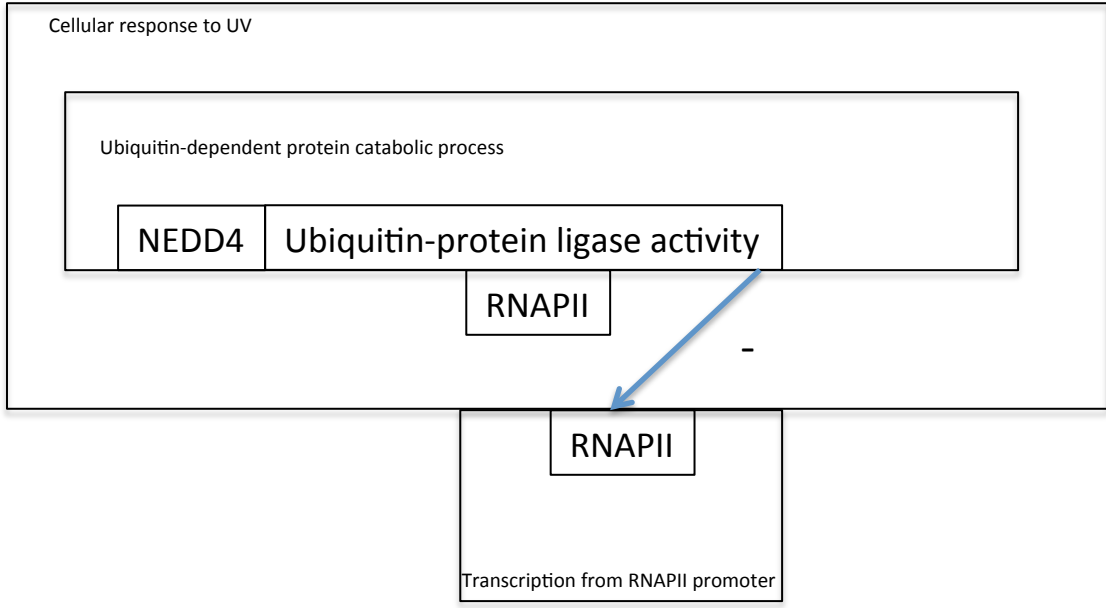 Cellular response to UV
Ubiquitin-dependent protein catabolic process
NEDD4
Ubiquitin-protein ligase activity
RNAPII
-
RNAPII
Transcription from RNAPII promoter